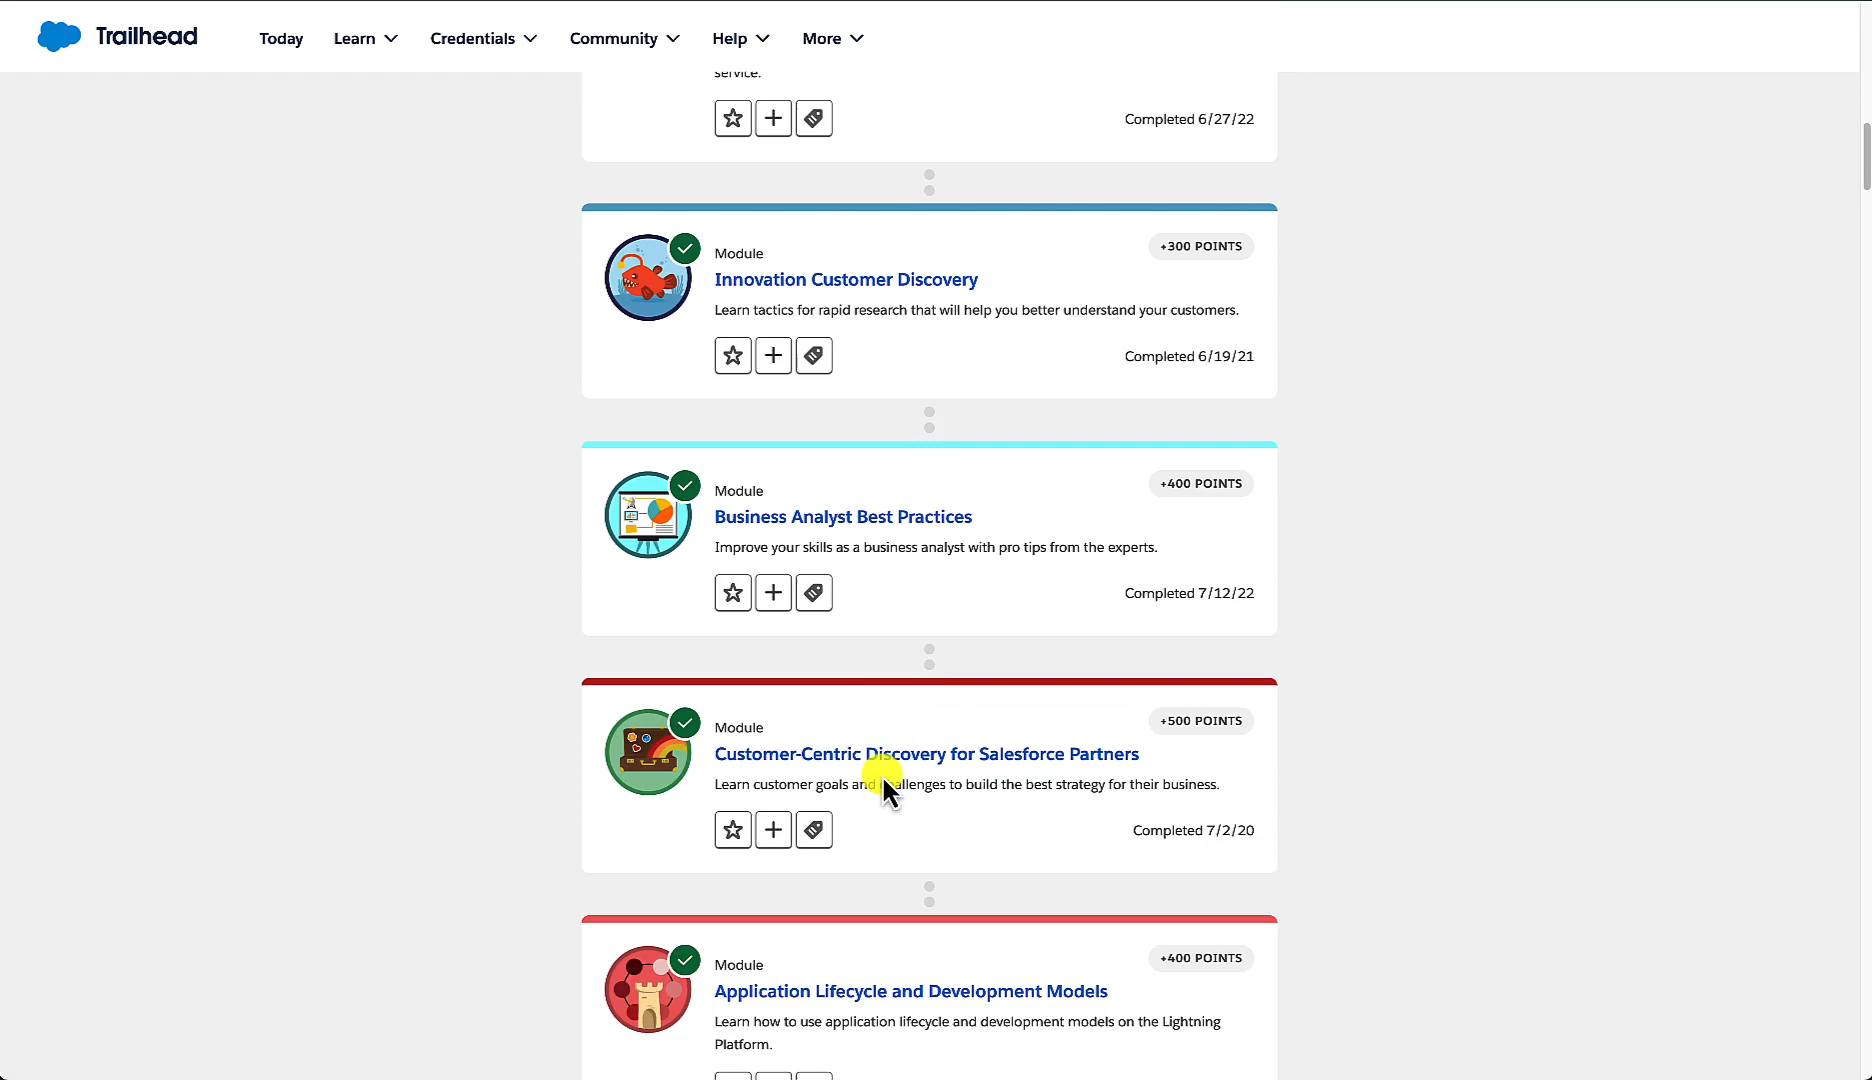 Trailhead
Today
Learn
Credentials
Community
Help
More
service.
Completed 6/27/22
Module
+300 POINTS
Innovation Customer Discovery
Learn tactics for rapid research that will help you better understand your customers.
Completed 6/19/21
Module
+400 POINTS
Business Analyst Best Practices
Improve your skills as a business analyst with pro tips from the experts.
Completed 7/12/22
Module
+500 POINTS
Customer-Centric Discovery for Salesforce Partners
Learn customer goals and challenges to build the best strategy for their business.
Completed 7/2/20
Module
+400 POINTS
Application Lifecycle and Development Models
Learn how to use application lifecycle and development models on the Lightning
Platform.